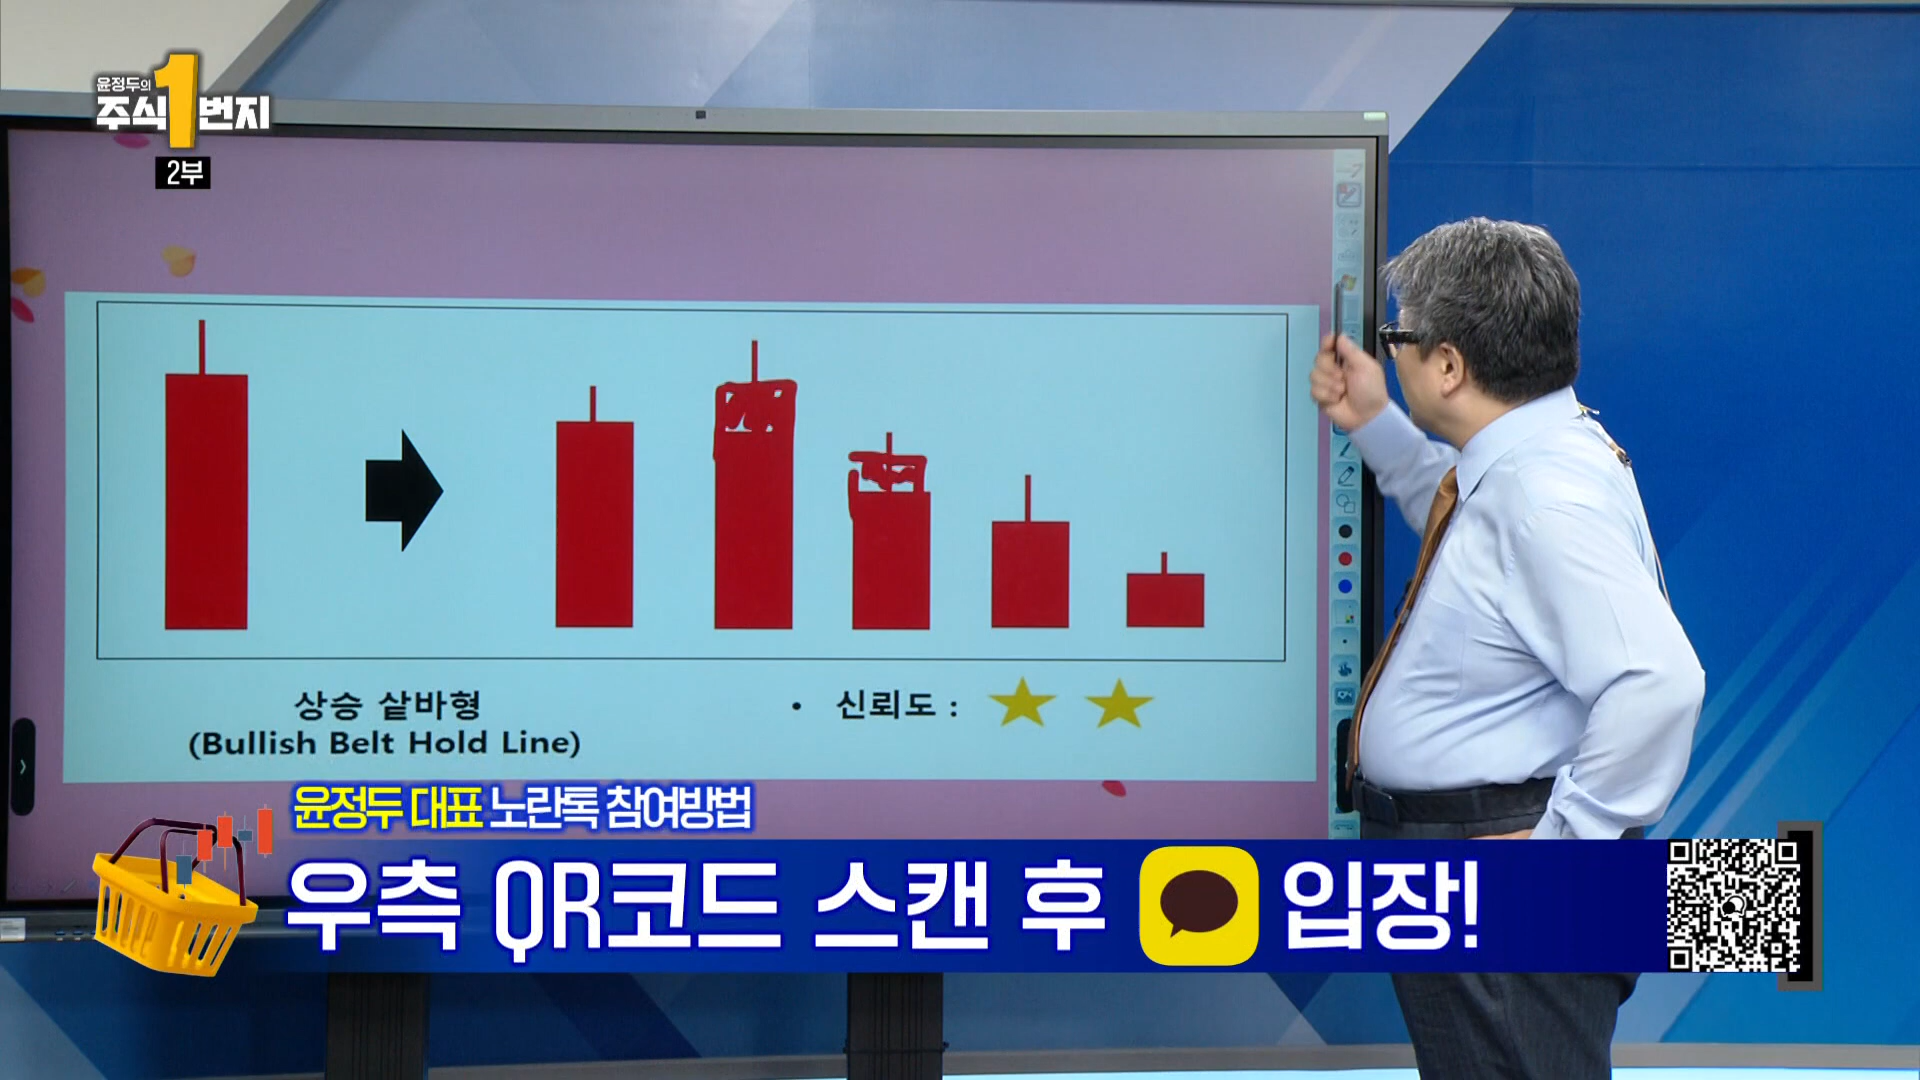 윤정두의
주식1번지
2부
상승 샅바형
(Bullish Belt Hold Line)
• 신뢰도 : ★ ★
윤정두 대표 노란톡 참여방법
우측 QR코드 스캔 후 입장!